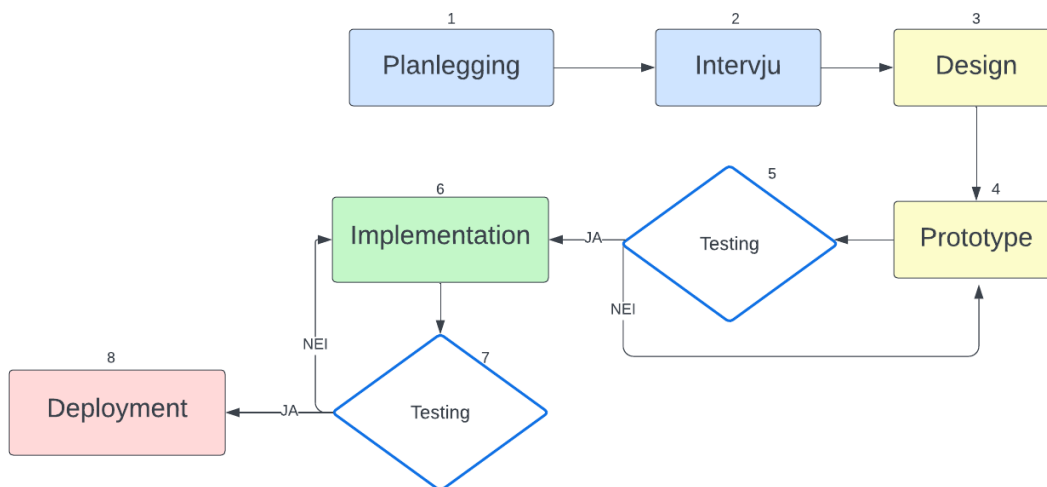 1
Planlegging
2
Intervju
3
Design
4
Prototype
5
Testing
JA
NEI
6
Implementation
7
Testing
NEI
JA
8
Deployment